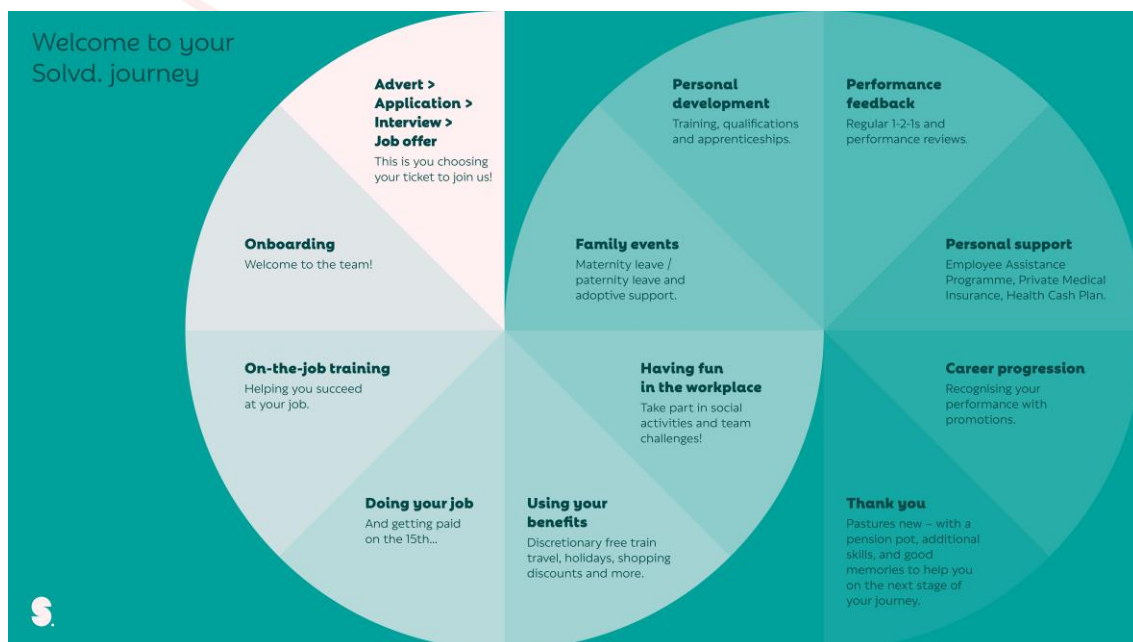 Welcome to your
Solvd. journey
Advert >
Application >
Interview >
Job offer
This is you choosing
your ticket to join us!
Onboarding
Welcome to the team!
On-the-job training
Helping you succeed
at your job.
Doing your job
And getting paid
on the 15th...
Using your
benefits
Discretionary free train
travel, holidays, shopping
discounts and more.
Having fun
in the workplace
Take part in social
activities and team
challenges!
Family events
Maternity leave /
paternity leave and
adoptive support.
Personal
development
Training, qualifications
and apprenticeships.
Performance
feedback
Regular 1-2-1s and
performance reviews.
Personal support
Employee Assistance
Programme, Private Medical
Insurance, Health Cash Plan.
Career progression
Recognising your
performance with
promotions.
Thank you
Pastures new – with a
pension pot, additional
skills, and good
memories to help you
on the next stage of
your journey.
S.